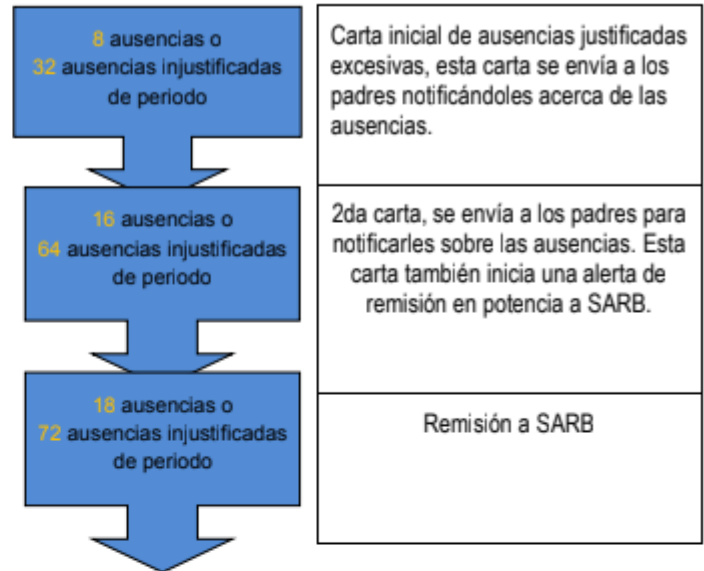 8 ausencias o
32 ausencias injustificadas
de periodo
Carta inicial de ausencias justificadas
excesivas, esta carta se envía a los
padres notificándoles acerca de las
ausencias.
16 ausencias o
64 ausencias injustificadas
de periodo
2da carta, se envía a los padres para
notificarles sobre las ausencias. Esta
carta también inicia una alerta de
remisión en potencia a SARB.
18 ausencias o
72 ausencias injustificadas
de periodo
Remisión a SARB